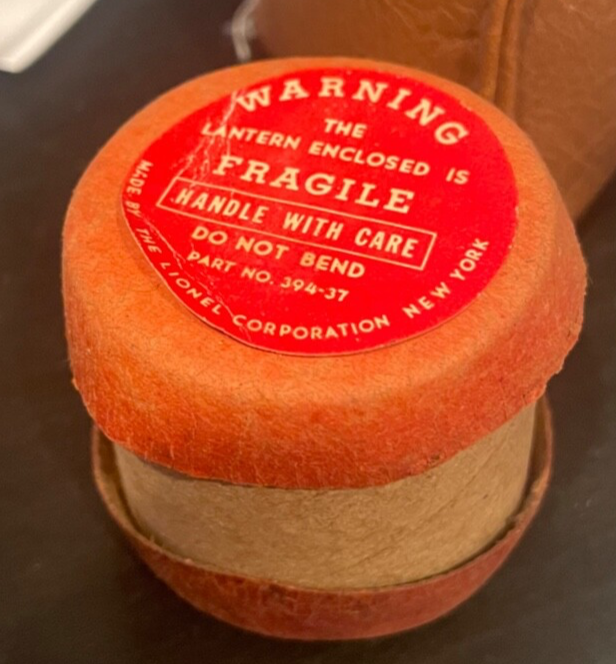 WARNING
THE
LANTERN ENCLOSED IS
FRAGILE
HANDLE WITH CARE
DO NOT BEND
PART NO. 394-37
MADE BY THE LIONEL CORPORATION NEW YORK